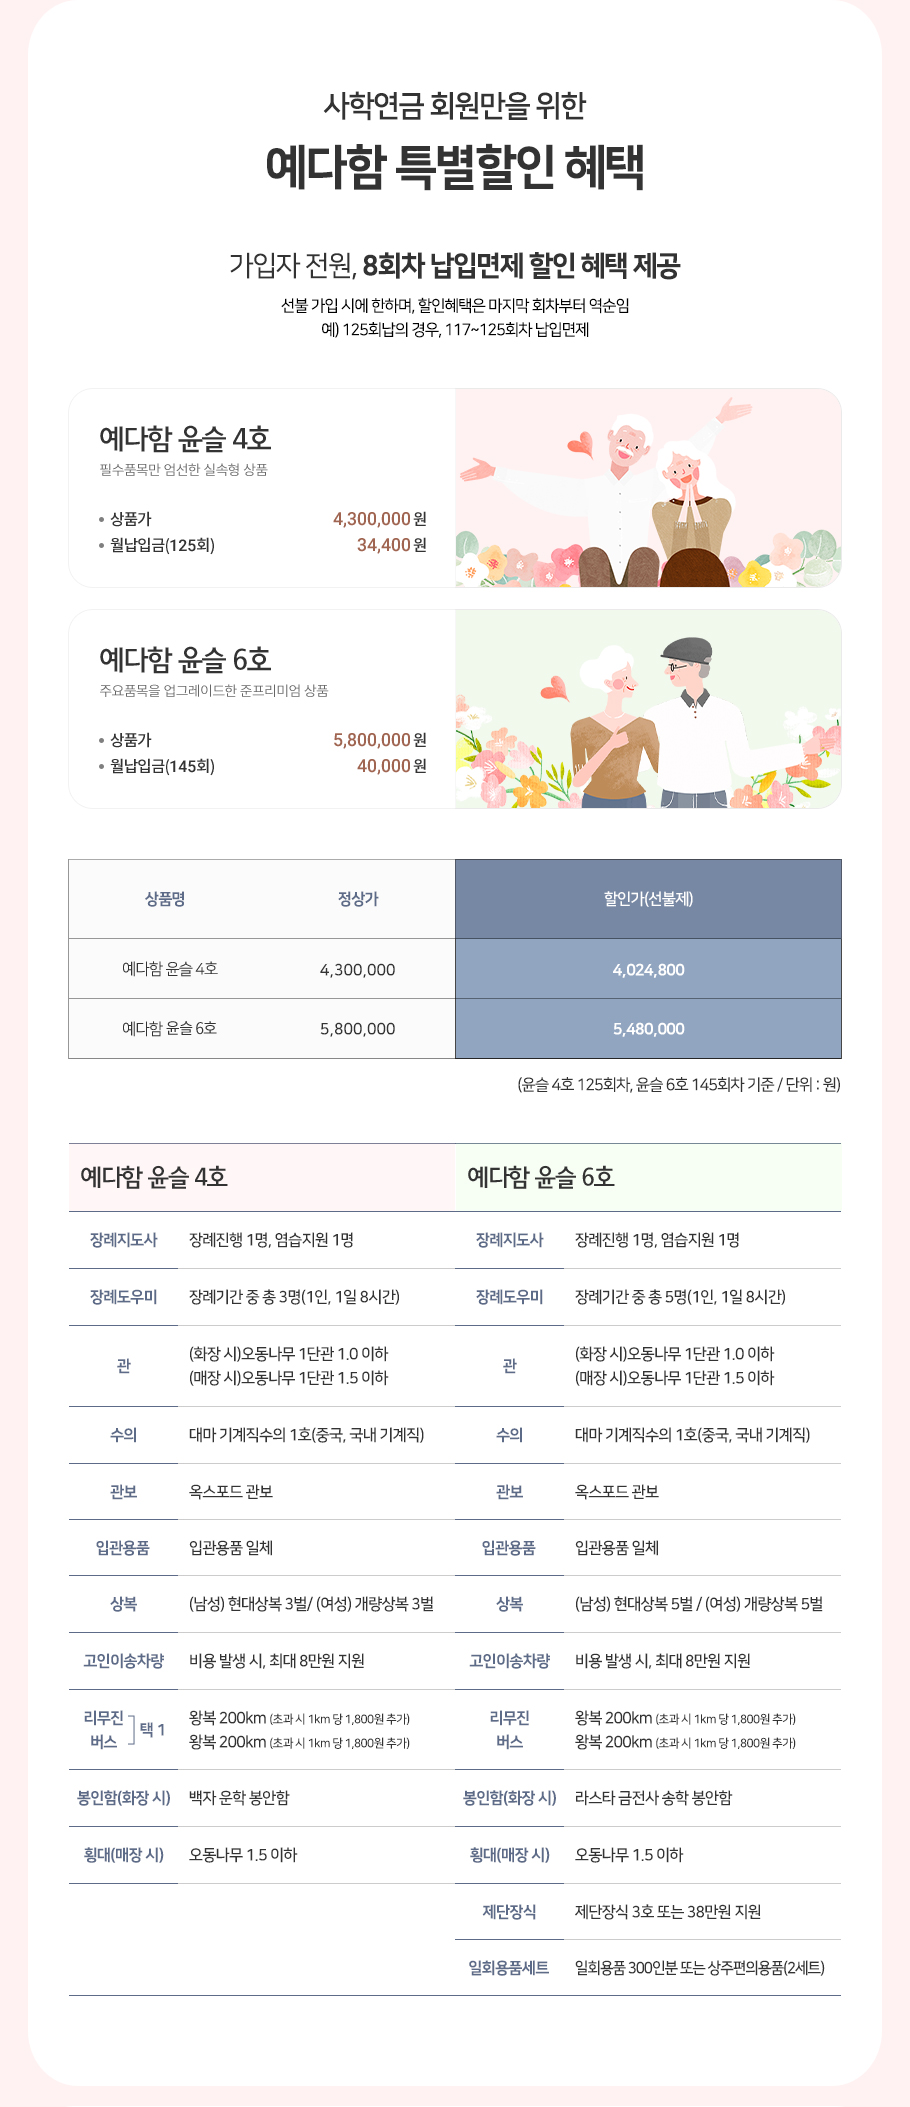 사학연금 회원만을 위한
예다함 특별할인 혜택
가입자 전원, 8회차 납입면제 할인 혜택 제공
선불 가입 시에 한하며, 할인혜택은 마지막 회차부터 역순임
예) 125회납의 경우, 117~125회차 납입면제
예다함 윤슬 4호
필수품목만 엄선한 실속형 상품
• 상품가 4,300,000 원
• 월납입금(125회) 34,400 원
예다함 윤슬 6호
주요품목을 업그레이드한 준프리미엄 상품
• 상품가 5,800,000 원
• 월납입금(145회) 40,000 원
상품명 정상가 할인가(선불제)
예다함 윤슬 4호 4,300,000 4,024,800
예다함 윤슬 6호 5,800,000 5,480,000
(윤슬 4호 125회차, 윤슬 6호 145회차 기준 / 단위 : 원)
예다함 윤슬 4호 예다함 윤슬 6호
장례지도사 장례진행 1명, 염습지원 1명 장례지도사 장례진행 1명, 염습지원 1명
장례도우미 장례기간 중 총 3명(1인, 1일 8시간) 장례도우미 장례기간 중 총 5명(1인, 1일 8시간)
관 (화장 시)오동나무 1단관 1.0 이하 관 (화장 시)오동나무 1단관 1.0 이하
(매장 시)오동나무 1단관 1.5 이하 (매장 시)오동나무 1단관 1.5 이하
수의 대마 기계직수의 1호(중국, 국내 기계직) 수의 대마 기계직수의 1호(중국, 국내 기계직)
관보 옥스포드 관보 관보 옥스포드 관보
입관용품 입관용품 일체 입관용품 입관용품 일체
상복 (남성) 현대상복 3벌/ (여성) 개량상복 3벌 상복 (남성) 현대상복 5벌 / (여성) 개량상복 5벌
고인이송차량 비용 발생 시, 최대 8만원 지원 고인이송차량 비용 발생 시, 최대 8만원 지원
리무진 택 1 왕복 200km (초과 시 1km 당 1,800원 추가) 리무진 왕복 200km (초과 시 1km 당 1,800원 추가)
버스 왕복 200km (초과 시 1km 당 1,800원 추가) 버스 왕복 200km (초과 시 1km 당 1,800원 추가)
봉인함(화장 시) 백자 운학 봉안함 봉인함(화장 시) 라스타 금전사 송학 봉안함
횡대(매장 시) 오동나무 1.5 이하 횡대(매장 시) 오동나무 1.5 이하
제단장식 제단장식 3호 또는 38만원 지원
일회용품세트 일회용품 300인분 또는 상주편의용품(2세트)